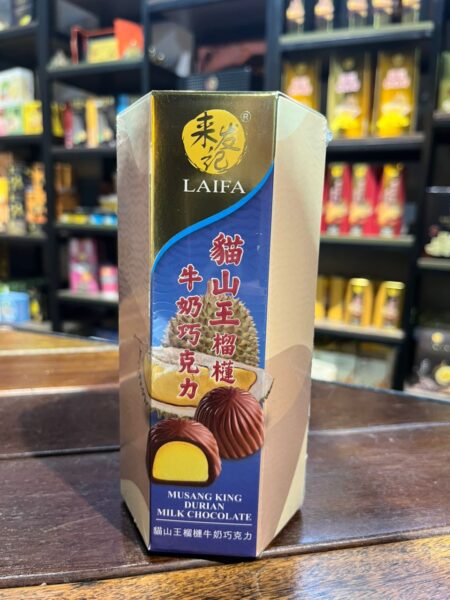 来发记®
LAIFA
貓山王榴槤
牛奶巧克力
MUSANG KING
DURIAN
MILK CHOCOLATE
貓山王榴槤牛奶巧克力